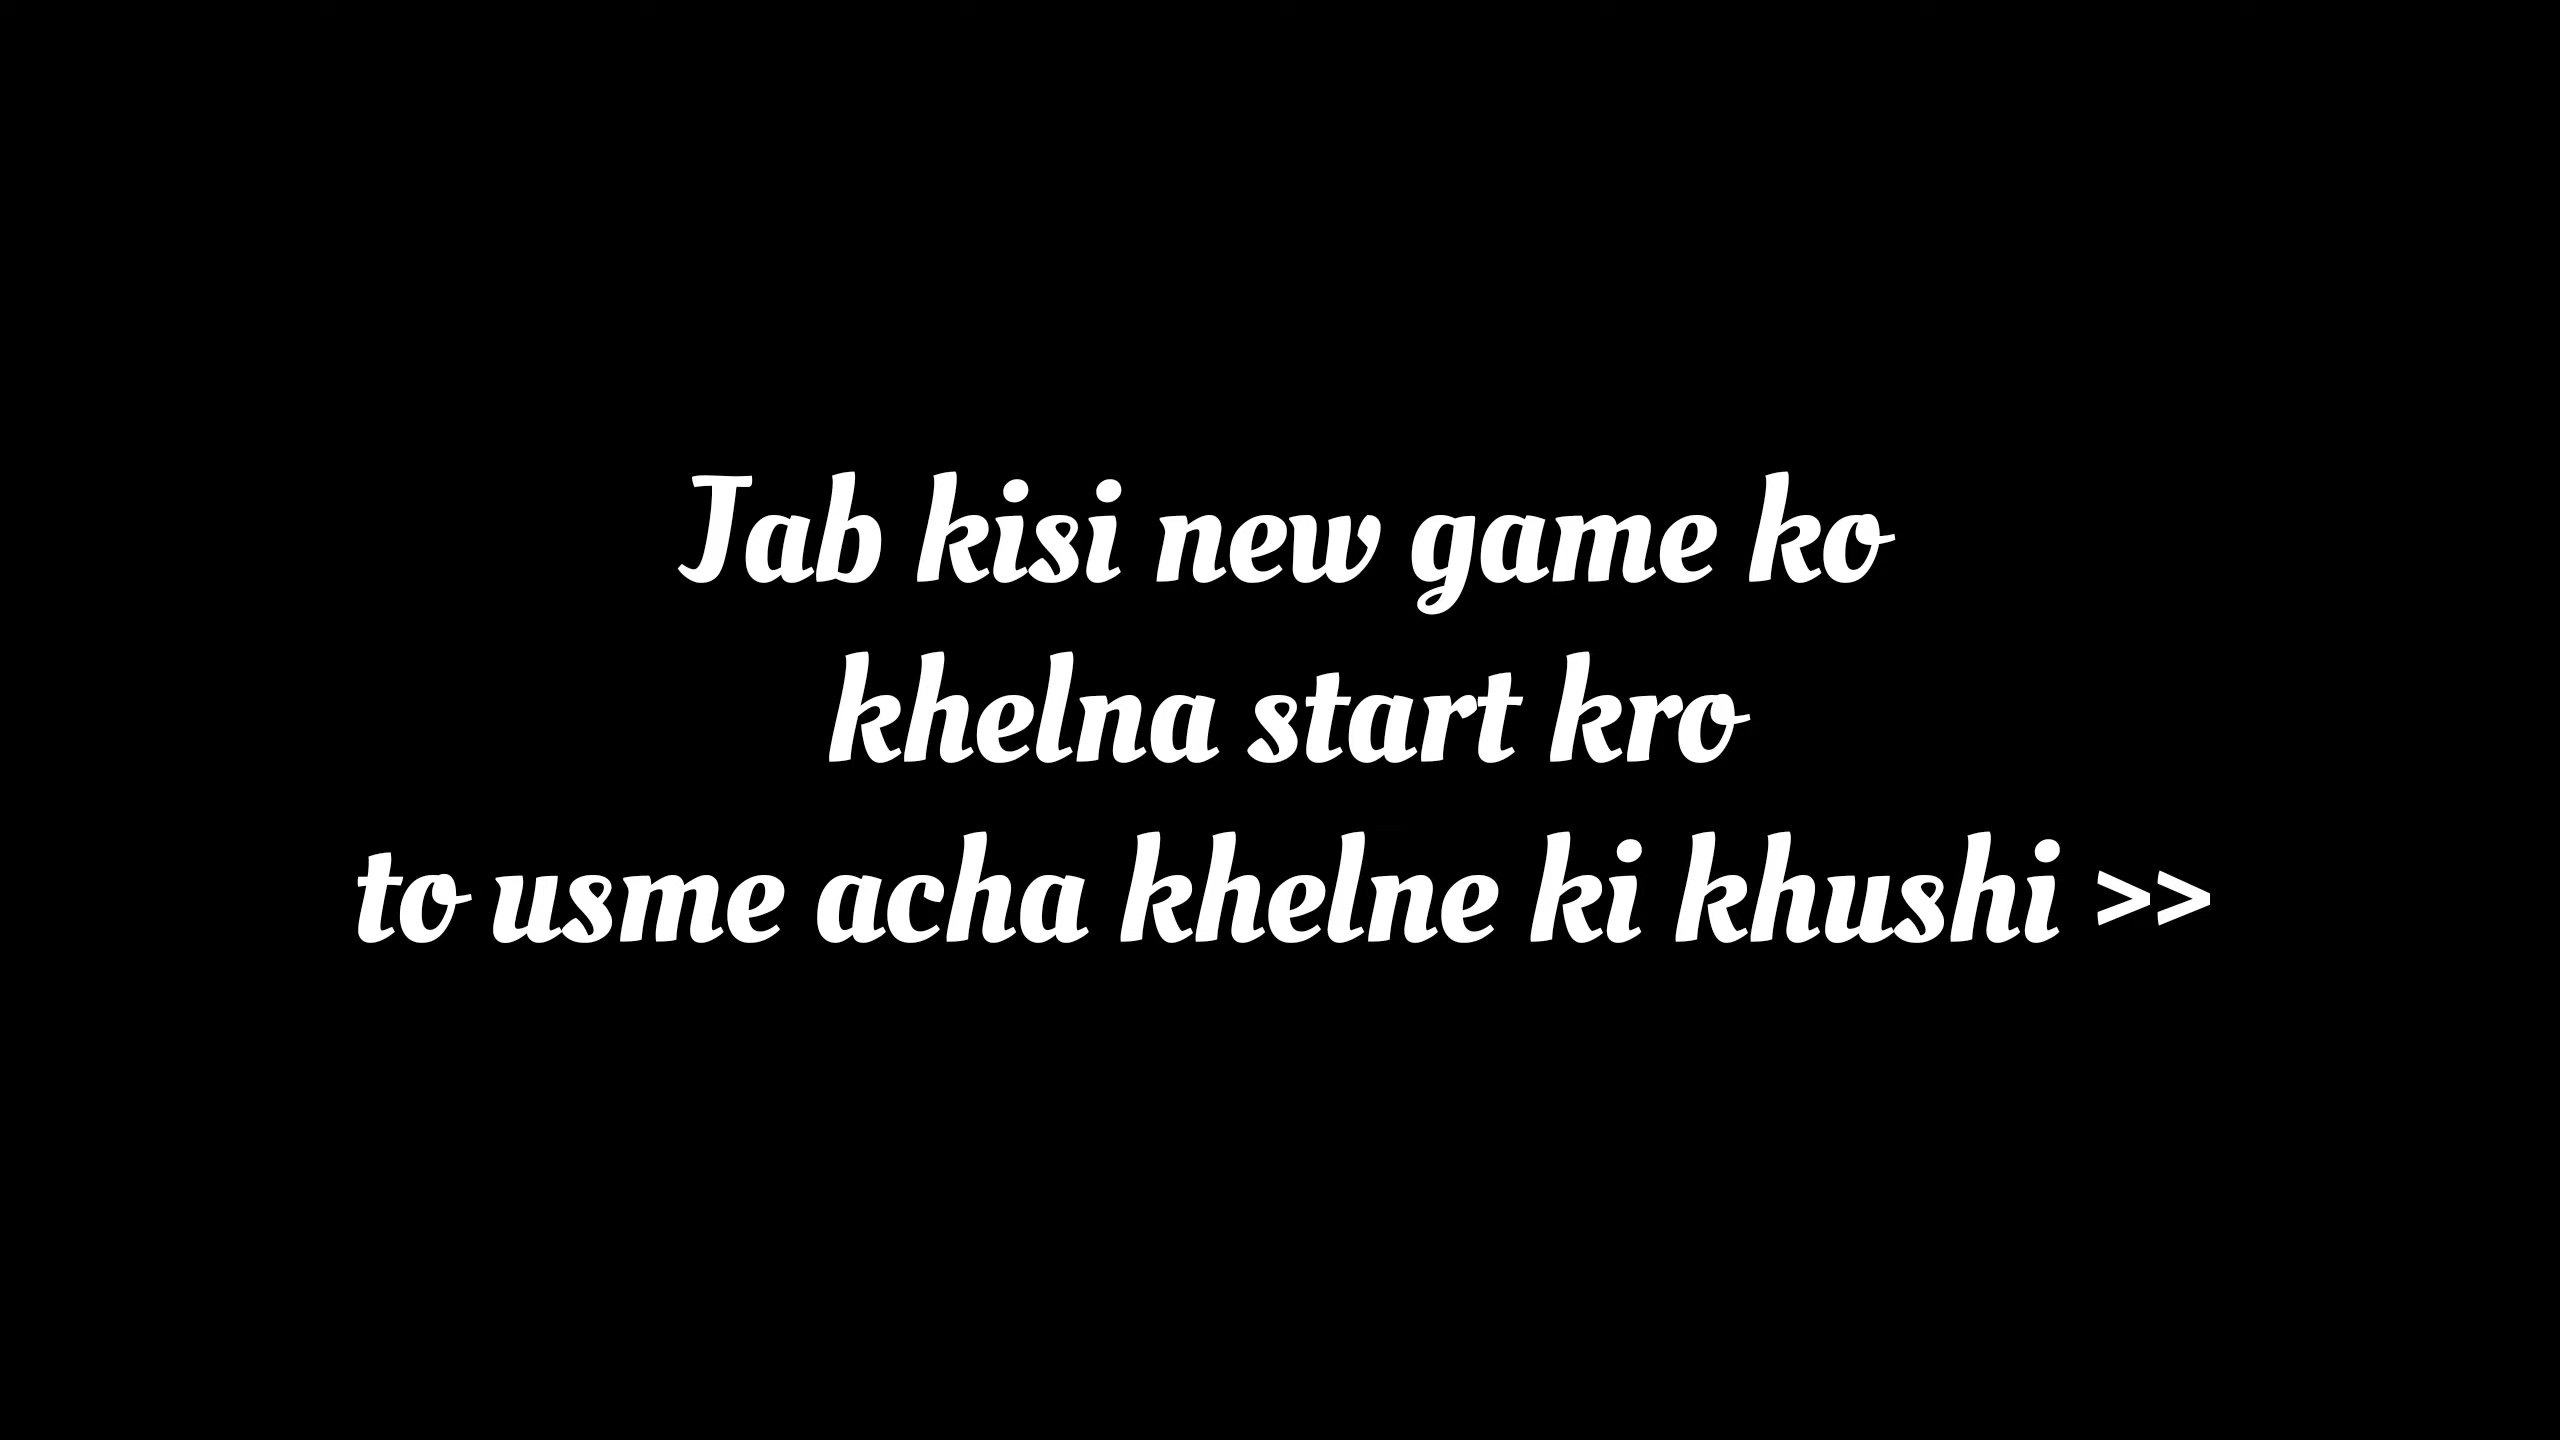 Jab kisi new game ko
khelna start kro
to usme acha khelne ki khushi >>